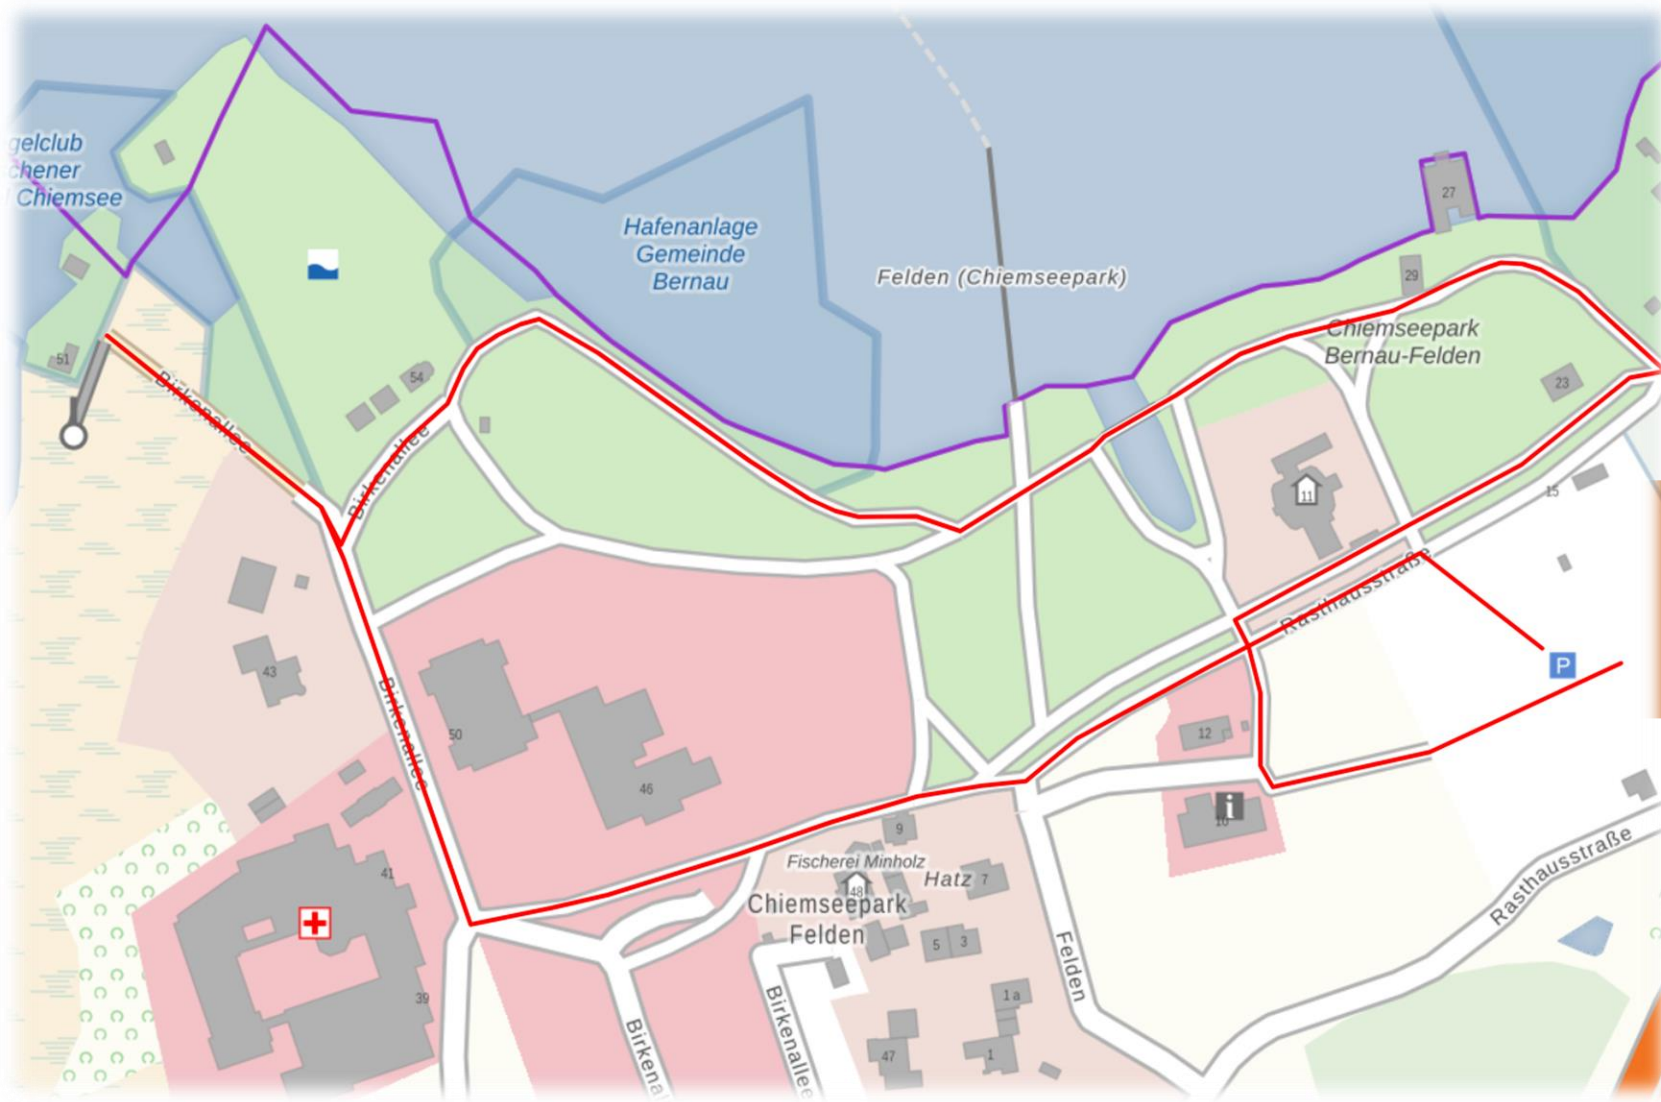 gelclub
chener
Chiemsee
Hafenanlage
Gemeinde
Bernau
Felden (Chiemseepark)
27
29
Chiemseepark
Bernau-Felden
23
51
54
Birkenallee
Birkenallee
11
15
Rasthausstraße
43
P
50
12
Birkenallee
46
i
10
9
Rasthausstraße
Fischerei Minholz
41
48
Hatz
7
Chiemseepark
Felden
5
3
Felden
39
1 a
Birkenallee
Birkenal
47
1